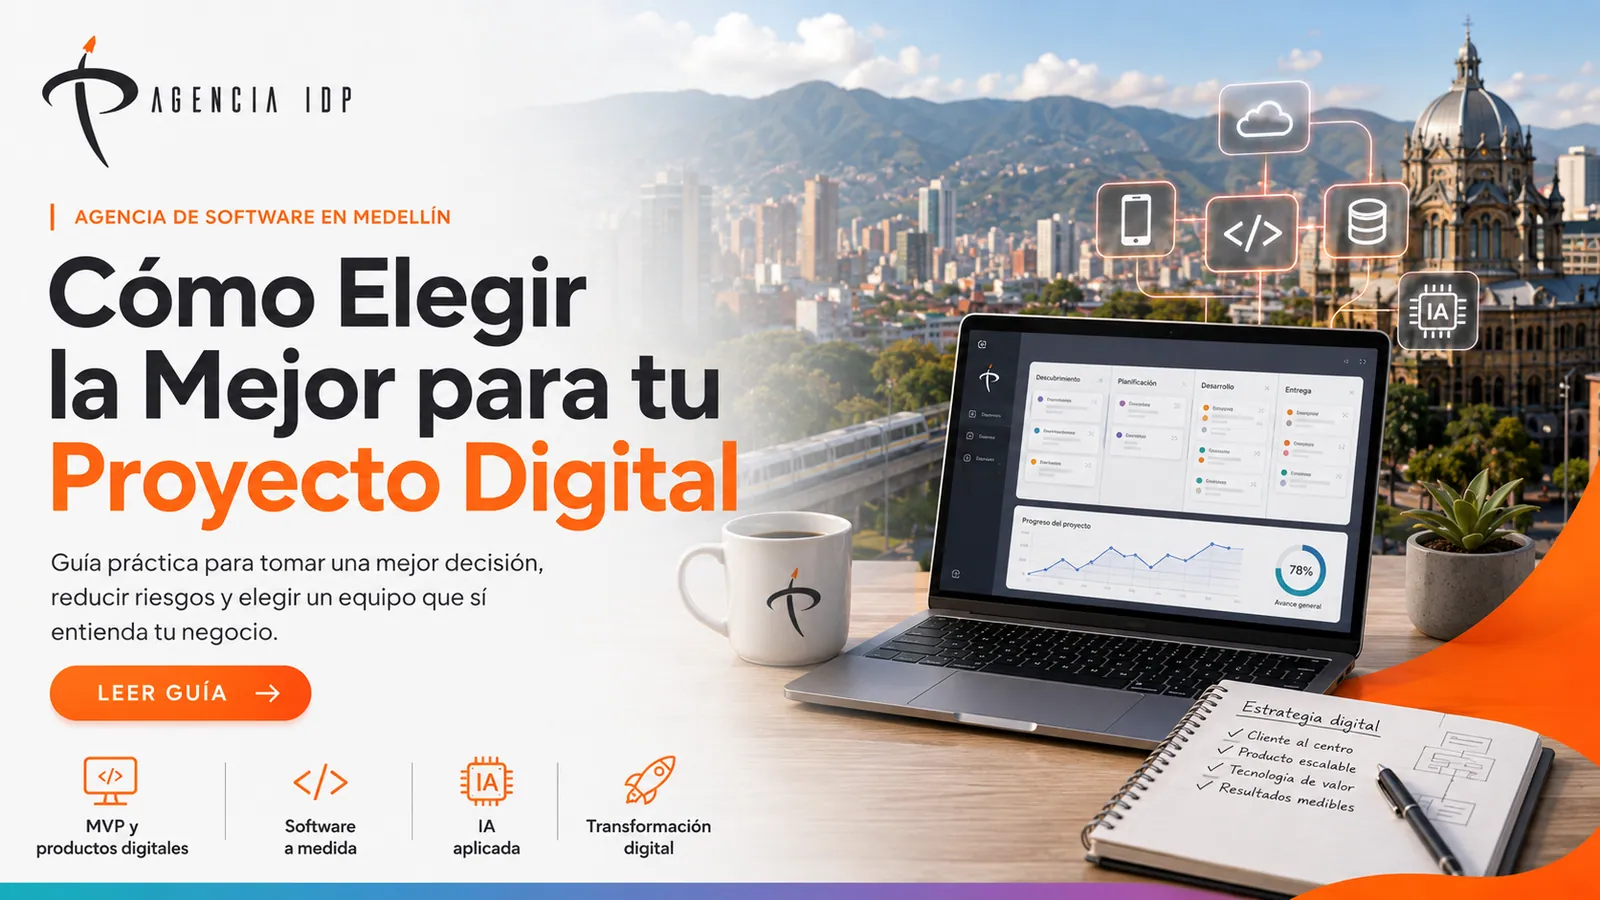 AGENCIA IDP
AGENCIA DE SOFTWARE EN MEDELLÍN
Cómo Elegir
la Mejor para tu
Proyecto Digital
Guía práctica para tomar una mejor decisión,
reducir riesgos y elegir un equipo que sí
entienda tu negocio.
LEER GUÍA
MVP y
productos digitales
Software
a medida
IA
IA
aplicada
Transformación
digital
IA
Descubrimiento
Planificación
Desarrollo
Entrega
Progreso del proyecto
78%
Avance general
Estrategia digital
Cliente al centro
Producto escalable
Tecnología de valor
Resultados medibles